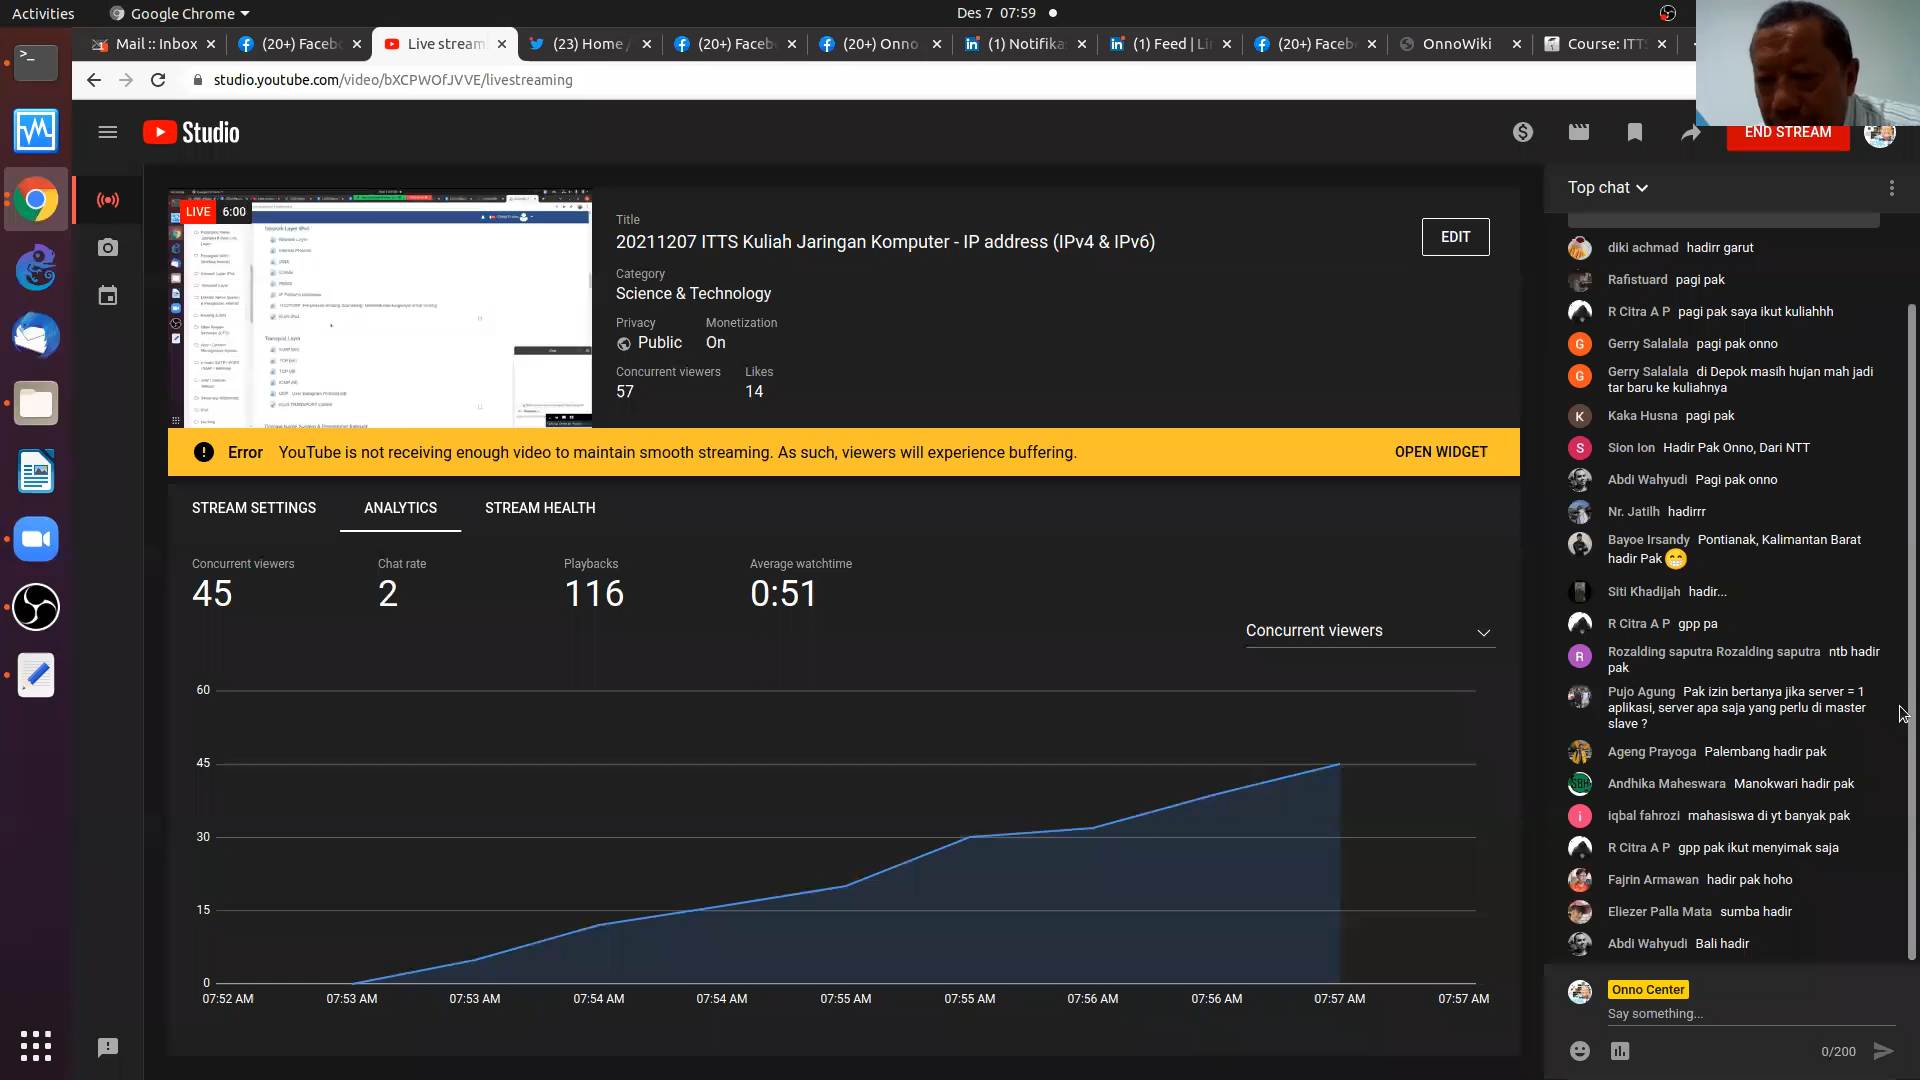 Activities
Google Chrome
Des 7 07:59
Mail :: Inbox
(20+) Faceb
Live stream
(23) Home /
(20+) Faceb
(20+) Onno
(1) Notifika
(1) Feed | Li
(20+) Faceb
OnnoWiki
Course: ITTS
studio.youtube.com/video/bXCPWOfJVVE/livestreaming
Studio
END STREAM
LIVE 6:00
Title
20211207 ITTS Kuliah Jaringan Komputer - IP address (IPv4 & IPv6)
EDIT
Category
Science & Technology
Privacy Monetization
Public On
Concurrent viewers Likes
57 14
Error YouTube is not receiving enough video to maintain smooth streaming. As such, viewers will experience buffering.
OPEN WIDGET
STREAM SETTINGS ANALYTICS STREAM HEALTH
Concurrent viewers Chat rate Playbacks Average watchtime
45 2 116 0:51
Concurrent viewers
60
45
30
15
0
07:52 AM 07:53 AM 07:53 AM 07:54 AM 07:54 AM 07:55 AM 07:55 AM 07:56 AM 07:56 AM 07:57 AM 07:57 AM
Top chat
diki achmad hadirr garut
Rafistuard pagi pak
R Citra A P pagi pak saya ikut kuliahhh
Gerry Salalala pagi pak onno
Gerry Salalala di Depok masih hujan mah jadi
tar baru ke kuliahnya
Kaka Husna pagi pak
Sion Ion Hadir Pak Onno, Dari NTT
Abdi Wahyudi Pagi pak onno
Nr. Jatilh hadirrr
Bayoe Irsandy Pontianak, Kalimantan Barat
hadir Pak
Siti Khadijah hadir...
R Citra A P gpp pa
Rozalding saputra Rozalding saputra ntb hadir
pak
Pujo Agung Pak izin bertanya jika server = 1
aplikasi, server apa saja yang perlu di master
slave ?
Ageng Prayoga Palembang hadir pak
Andhika Maheswara Manokwari hadir pak
iqbal fahrozi mahasiswa di yt banyak pak
R Citra A P gpp pak ikut menyimak saja
Fajrin Armawan hadir pak hoho
Eliezer Palla Mata sumba hadir
Abdi Wahyudi Bali hadir
Onno Center
Say something...
0/200